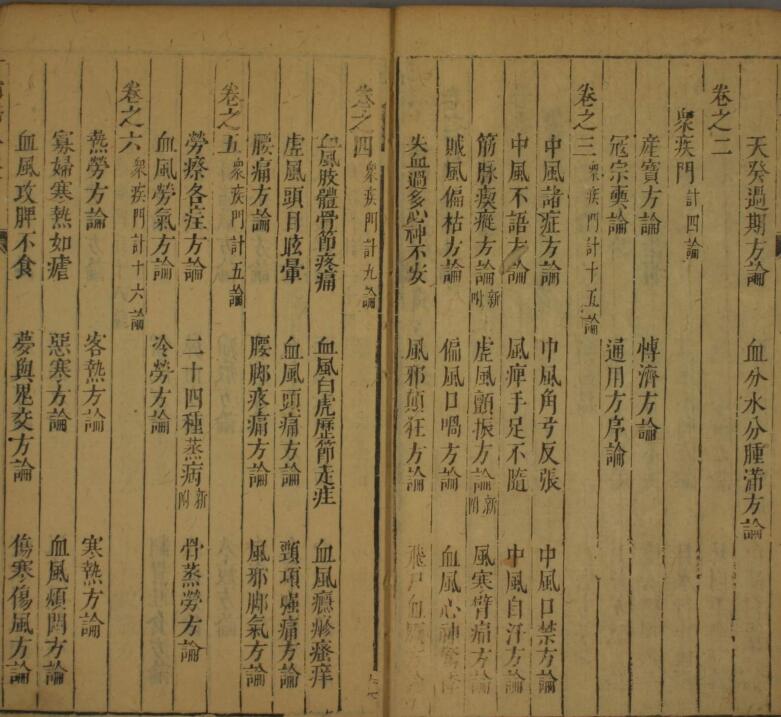 天癸過期方論 血分水分腫滿方論
卷之二
衆疾門計四論
產寶方論 博濟方論
寇宗奭論 通用方序論
卷之三衆疾門計十五論
中風諸症方論 中風角弓反張 中風口禁方論
中風不語方論 風痺手足不隨 中風自汗方論
筋脉瘈瘲方論新附 虚風顫振方論新附 風寒臂痛方論
賊風偏枯方論 偏風口喎方論 血風心神驚悸
失血過多心神不安 風邪顛狂方論 飛尸血
卷之四衆疾門計九論
血風肢體骨節疼痛 血風白虎歷節走疰 血風癮疹瘙痒
虚風頭目眩暈 血風頭痛方論 頸項強痛方論
腰痛方論 腰脚疼痛方論 風邪脚氣方論
卷之五衆疾門計五論
勞瘵各疰方論 二十四種蒸病新附 骨蒸勞方論
血風勞氣方論 冷勞方論
卷之六衆疾門計十六論
熱勞方論 客熱方論 寒熱方論
寡婦寒熱如瘧 惡寒方論 血風煩悶方論
血風攻脾不食 夢與鬼交方論 傷寒傷風方論